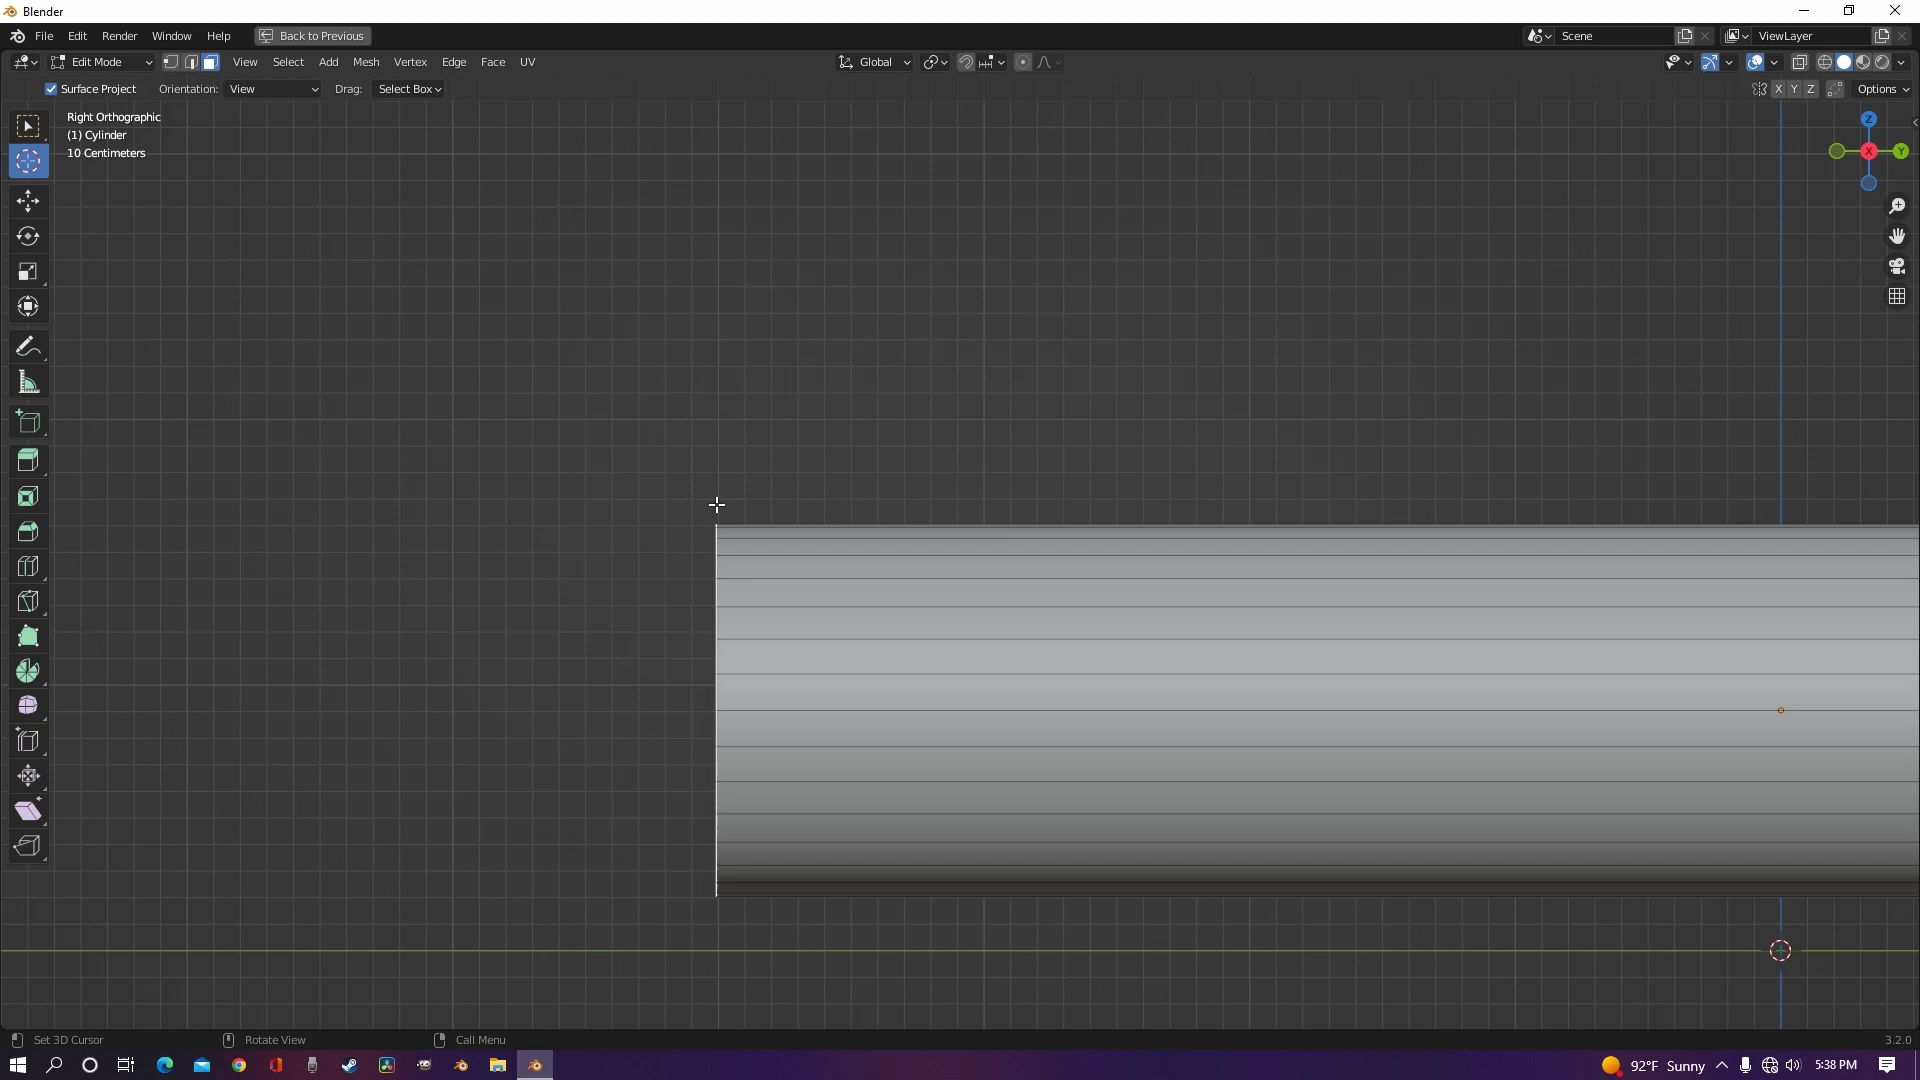 Blender
File Edit Render Window Help Back to Previous Scene ViewLayer
Edit Mode View Select Add Mesh Vertex Edge Face UV Global
Surface Project Orientation: View Drag: Select Box X Y Z Options
Right Orthographic
(1) Cylinder
10 Centimeters
Z
X Y
Set 3D Cursor Rotate View Call Menu 3.2.0
92°F Sunny 5:38 PM